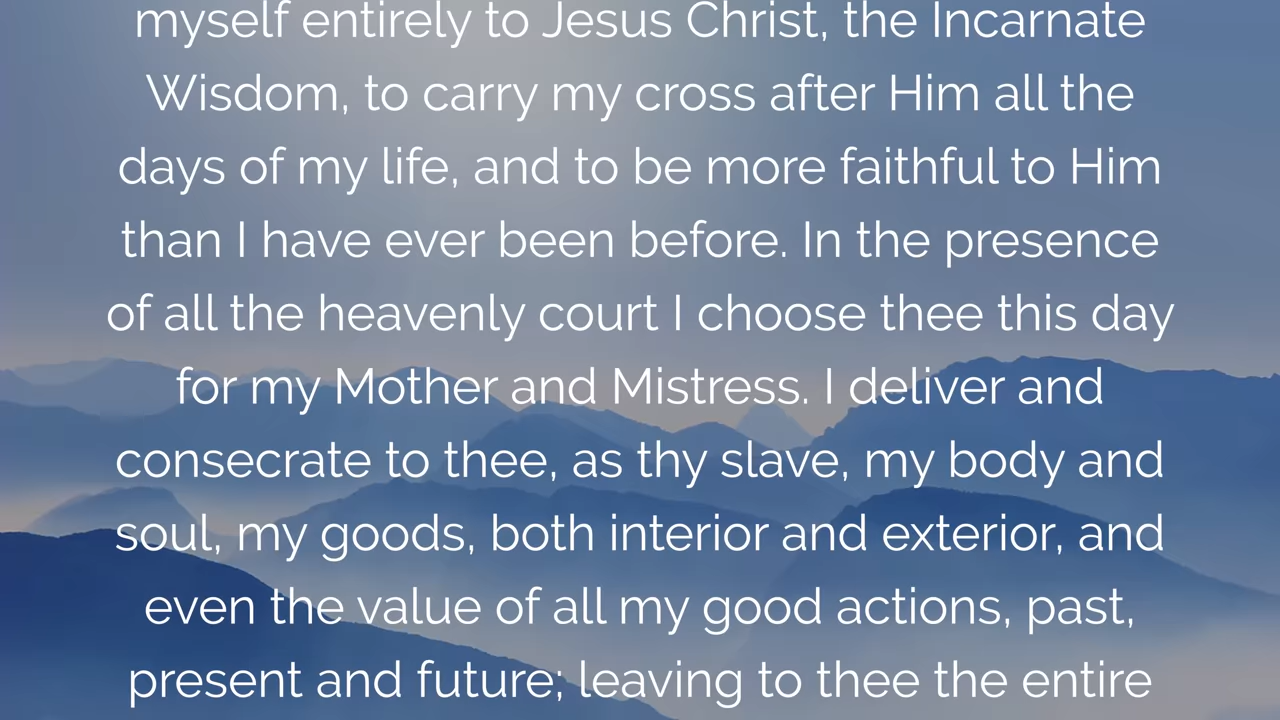 myself entirely to Jesus Christ, the Incarnate
Wisdom, to carry my cross after Him all the
days of my life, and to be more faithful to Him
than I have ever been before. In the presence
of all the heavenly court I choose thee this day
for my Mother and Mistress. I deliver and
consecrate to thee, as thy slave, my body and
soul, my goods, both interior and exterior, and
even the value of all my good actions, past,
present and future; leaving to thee the entire